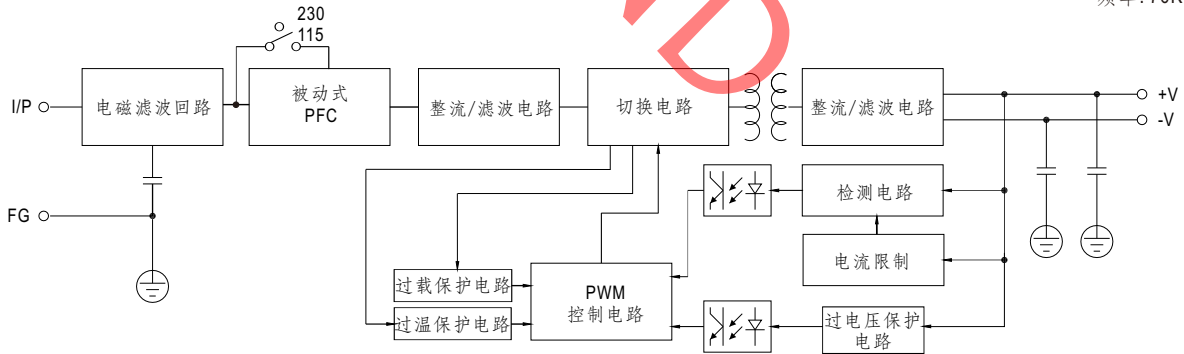 230
115
I/P
电磁滤波回路
被动式
PFC
整流/滤波电路
切换电路
整流/滤波电路
+V
-V
FG
检测电路
电流限制
过载保护电路
过温保护电路
PWM
控制电路
过电压保护
电路